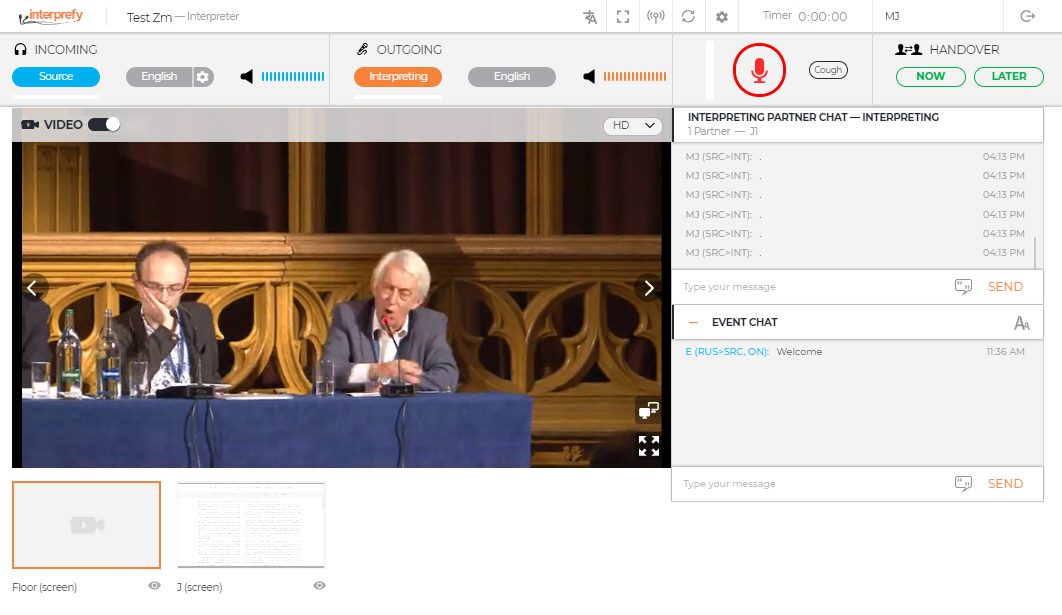 interprefy
Test Zm — Interpreter
Timer 0:00:00
MJ
INCOMING
Source
English
OUTGOING
Interpreting
English
Cough
HANDOVER
NOW
LATER
VIDEO
HD
INTERPRETING PARTNER CHAT — INTERPRETING
1 Partner — J1
MJ (SRC>INT): . 04:13 PM
MJ (SRC>INT): . 04:13 PM
MJ (SRC>INT): . 04:13 PM
MJ (SRC>INT): . 04:13 PM
MJ (SRC>INT): . 04:13 PM
MJ (SRC>INT): . 04:13 PM
Type your message
SEND
EVENT CHAT
AA
E (RUS>SRC, ON): Welcome 11:36 AM
Type your message
SEND
Floor (screen)
J (screen)